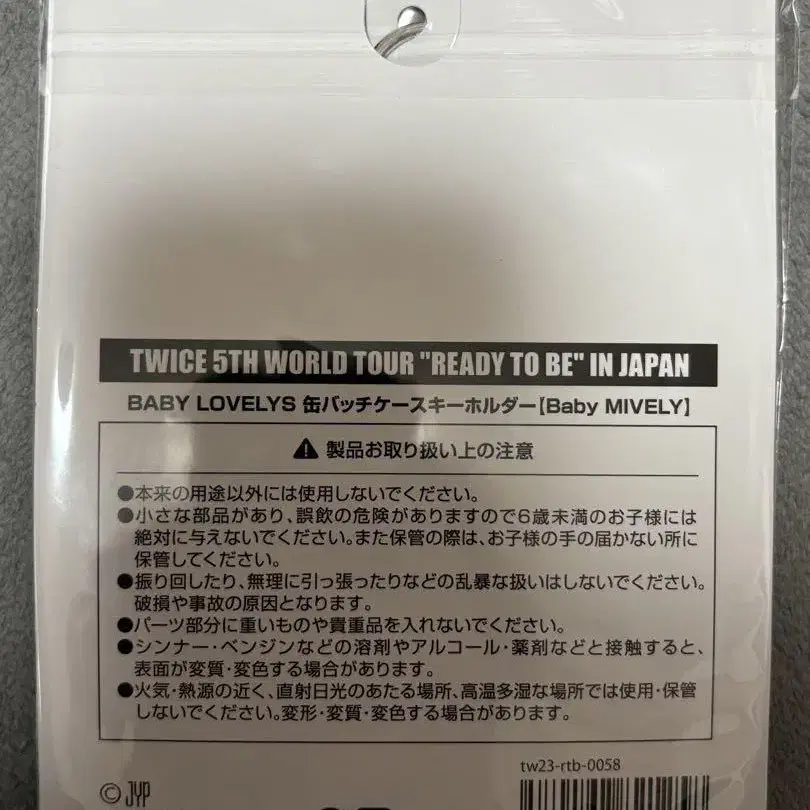 TWICE 5TH WORLD TOUR "READY TO BE" IN JAPAN
BABY LOVELYS 缶バッチケースキーホルダー【Baby MIVELY】
製品お取り扱い上の注意
●本来の用途以外には使用しないでください。
●小さな部品があり、誤飲の危険がありますので6歳未満のお子様には
絶対に与えないでください。また保管の際は、お子様の手の届かない所に
保管してください。
●振り回したり、無理に引っ張ったりなどの乱暴な扱いはしないでください。
破損や事故の原因となります。
●パーツ部分に重いものや貴重品を入れないでください。
●シンナー・ベンジンなどの溶剤やアルコール・薬剤などと接触すると、
表面が変質・変色する場合があります。
●火気・熱源の近く、直射日光のあたる場所、高温多湿な場所では使用・保管
しないでください。変形・変質・変色する場合があります。
tw23-rtb-0058
© JYP